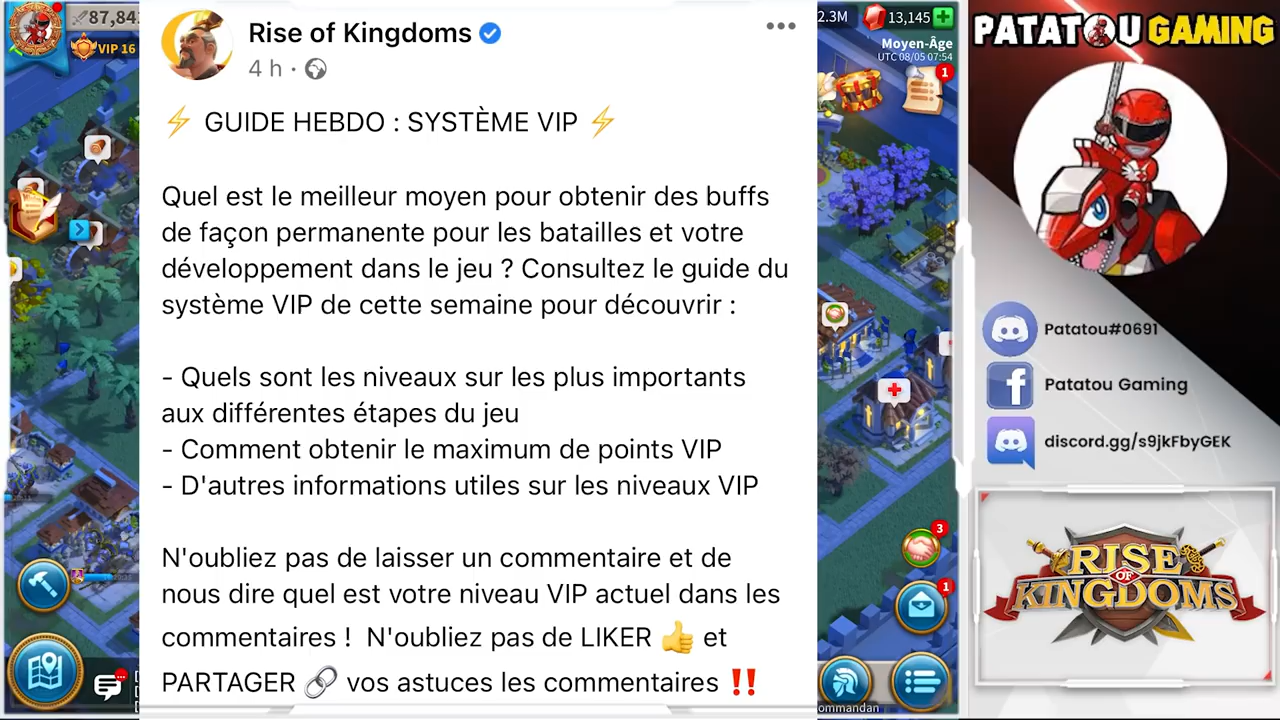 87,84
VIP 16
Rise of Kingdoms
4 h ·
⚡ GUIDE HEBDO : SYSTÈME VIP ⚡
Quel est le meilleur moyen pour obtenir des buffs
de façon permanente pour les batailles et votre
développement dans le jeu ? Consultez le guide du
système VIP de cette semaine pour découvrir :
- Quels sont les niveaux sur les plus importants
aux différentes étapes du jeu
- Comment obtenir le maximum de points VIP
- D'autres informations utiles sur les niveaux VIP
N'oubliez pas de laisser un commentaire et de
nous dire quel est votre niveau VIP actuel dans les
commentaires ! N'oubliez pas de LIKER 👍 et
PARTAGER 🔗 vos astuces les commentaires ‼️
2.3M
13,145
Moyen-Âge
UTC 08/05 07:54
1
3
1
ommandan
PATATOU GAMING
Patatou#0691
Patatou Gaming
discord.gg/s9jkFbyGEK
RISE
OF
KINGDOMS